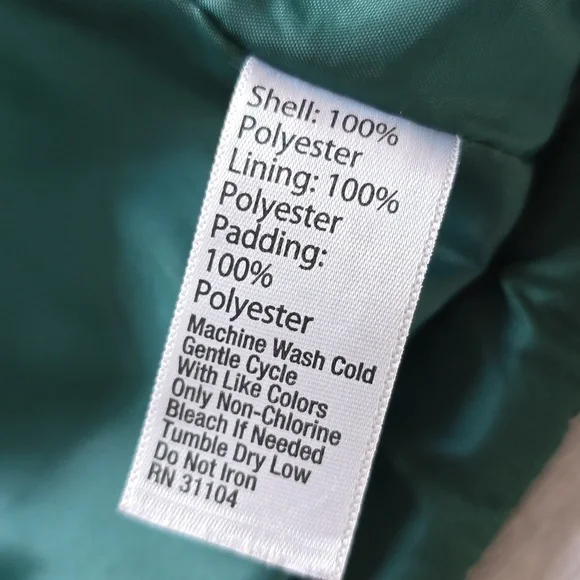 Shell: 100%
Polyester
Lining: 100%
Polyester
Padding:
100%
Polyester
Machine Wash Cold
Gentle Cycle
With Like Colors
Only Non-Chlorine
Bleach If Needed
Tumble Dry Low
Do Not Iron
RN 31104